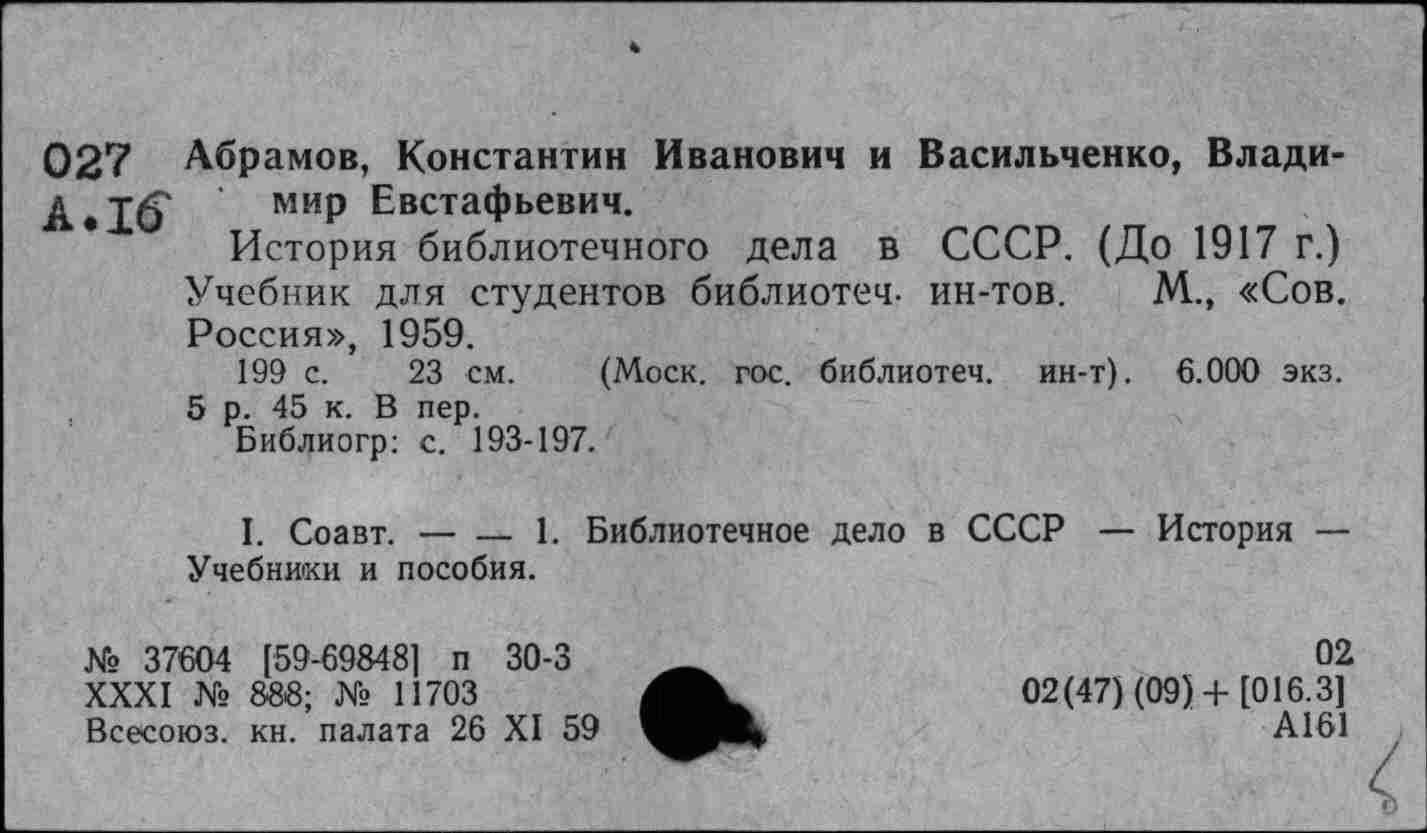 027 Абрамов, Константин Иванович и Васильченко, Влади-
А.16 мир Евстафьевич.
История библиотечного дела в СССР. (До 1917 г.)
Учебник для студентов библиотеч. ин-тов. М., «Сов.
Россия», 1959.
199 с. 23 см. (Моск. гос. библиотеч. ин-т). 6.000 экз.
5 р. 45 к. В пер.
Библиогр: с. 193-197.
I. Соавт. — — 1. Библиотечное дело в СССР — История —
Учебники и пособия.
№ 37604 [59-69848] п 30-3 02
XXXI № 888; № 11703 02(47)(09) + [016.3]
Всесоюз. кн. палата 26 XI 59 А161